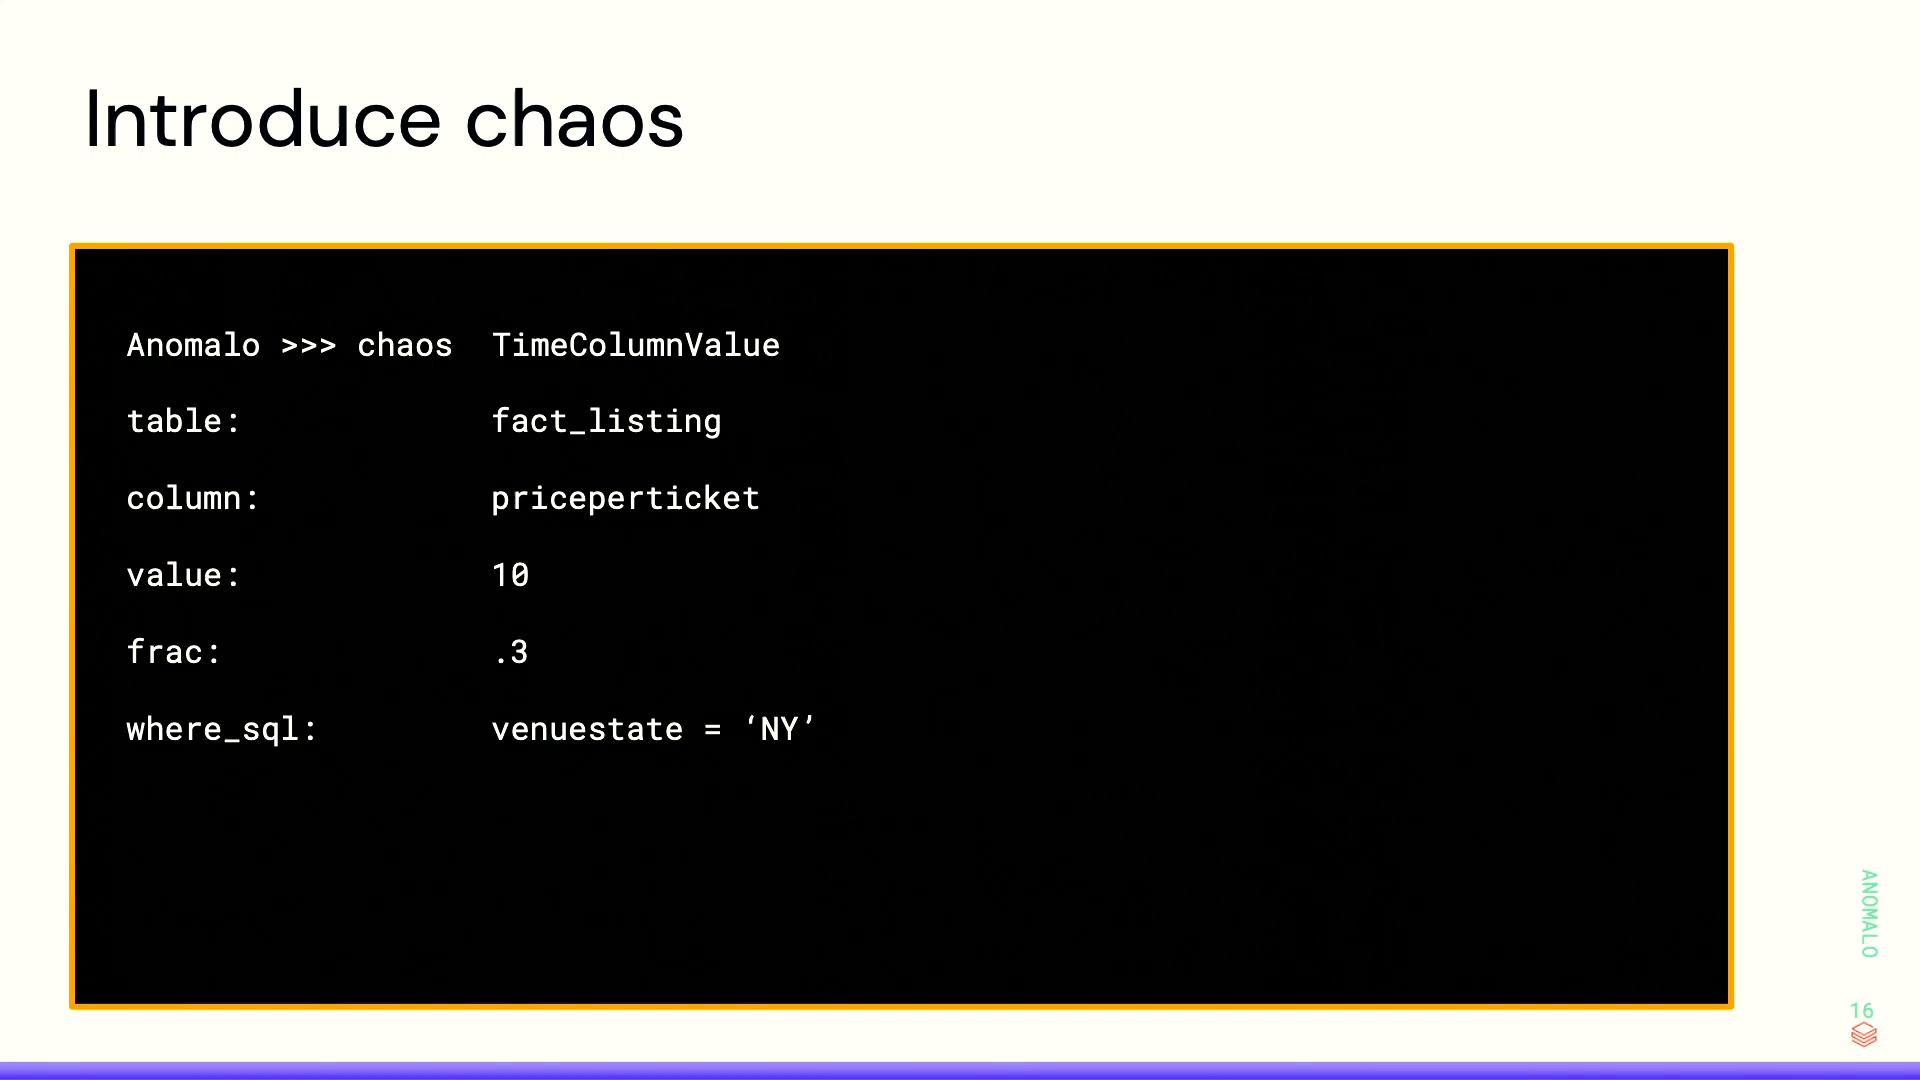 Introduce chaos
Anomalo >>> chaos TimeColumnValue
table: fact_listing
column: priceperticket
value: 10
frac: .3
where_sql: venuestate = ‘NY’
ANOMALO
16